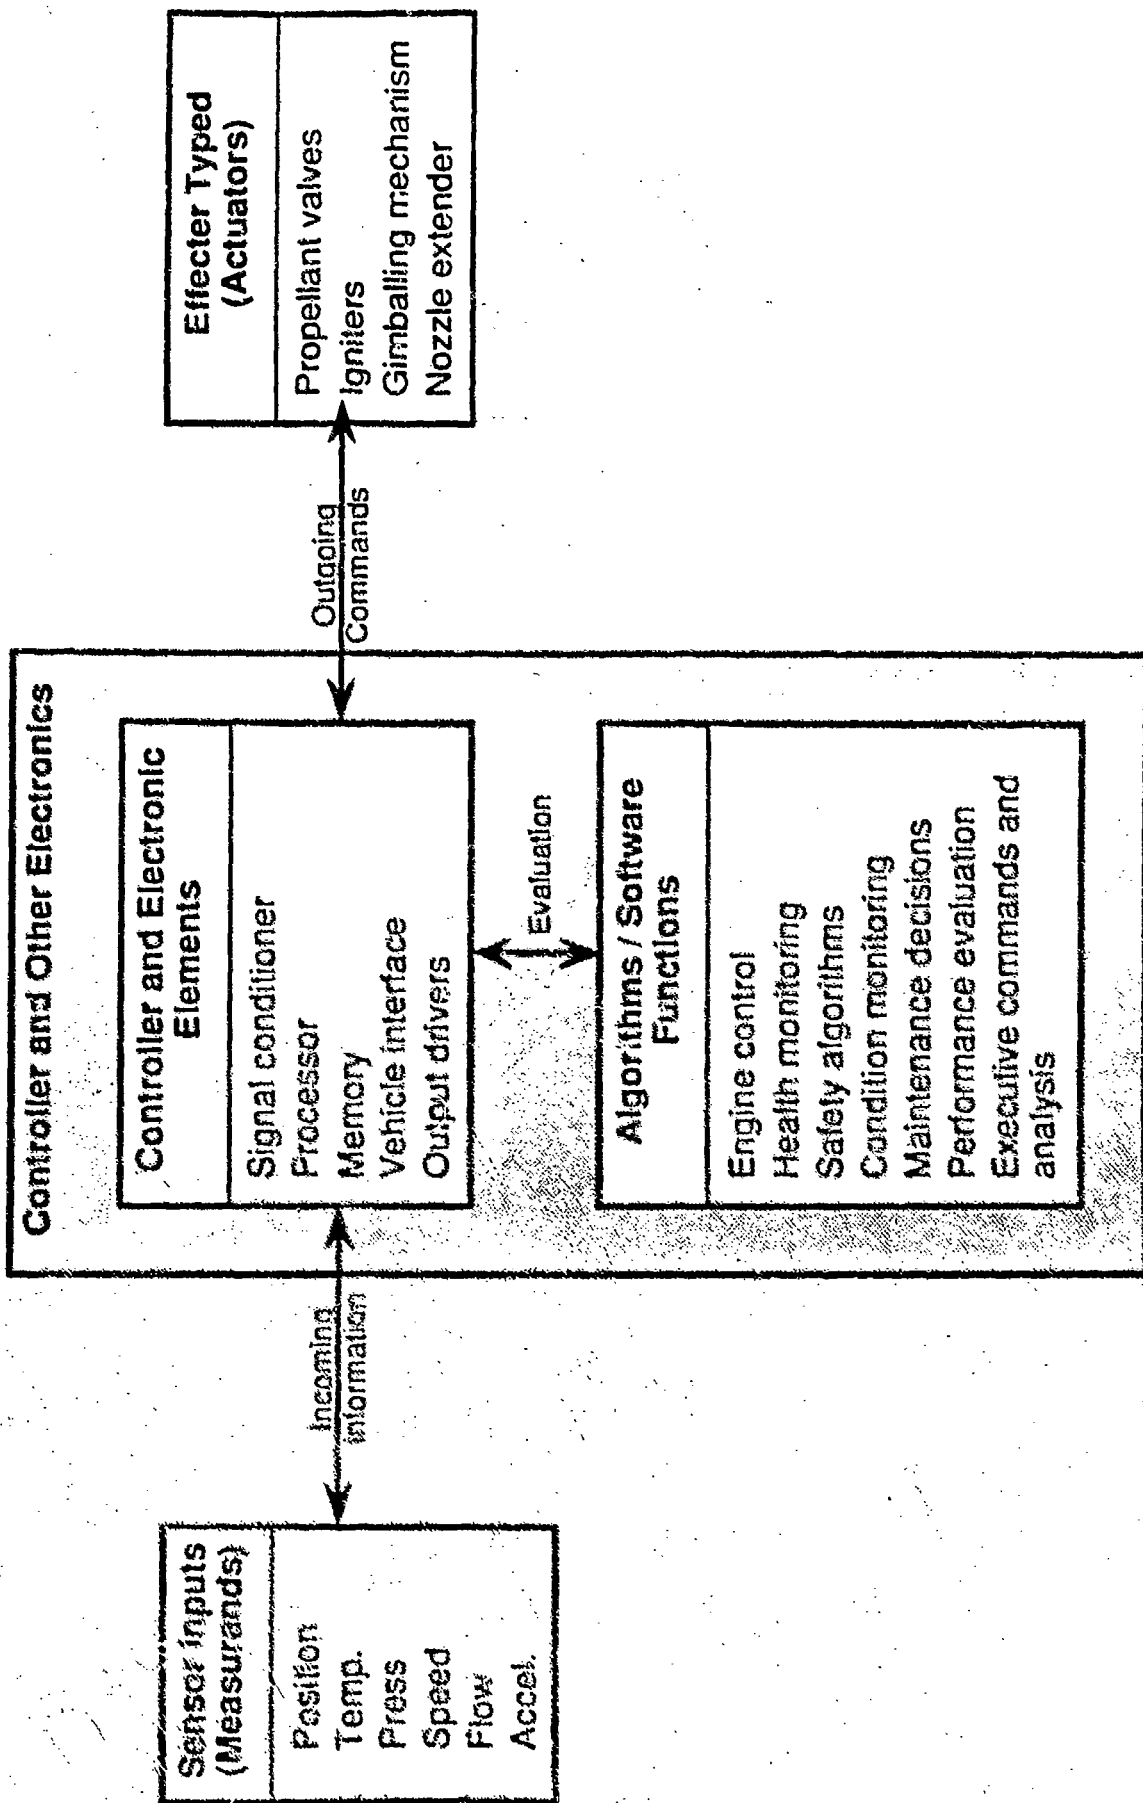 Controller and Other Electronics
Sensor inputs
(Measurands)
Position
Temp.
Press
Speed
Flow
Accel.
Incoming
information
Controller and Electronic
Elements
Signal conditioner
Processor
Memory
Vehicle interface
Output drivers
Evaluation
Algorithms / Software
Functions
Engine control
Health monitoring
Safety algorithms
Condition monitoring
Maintenance decisions
Performance evaluation
Executive commands and
analysis
Outgoing
Commands
Effecter Typed
(Actuators)
Propellant valves
Igniters
Gimballing mechanism
Nozzle extender